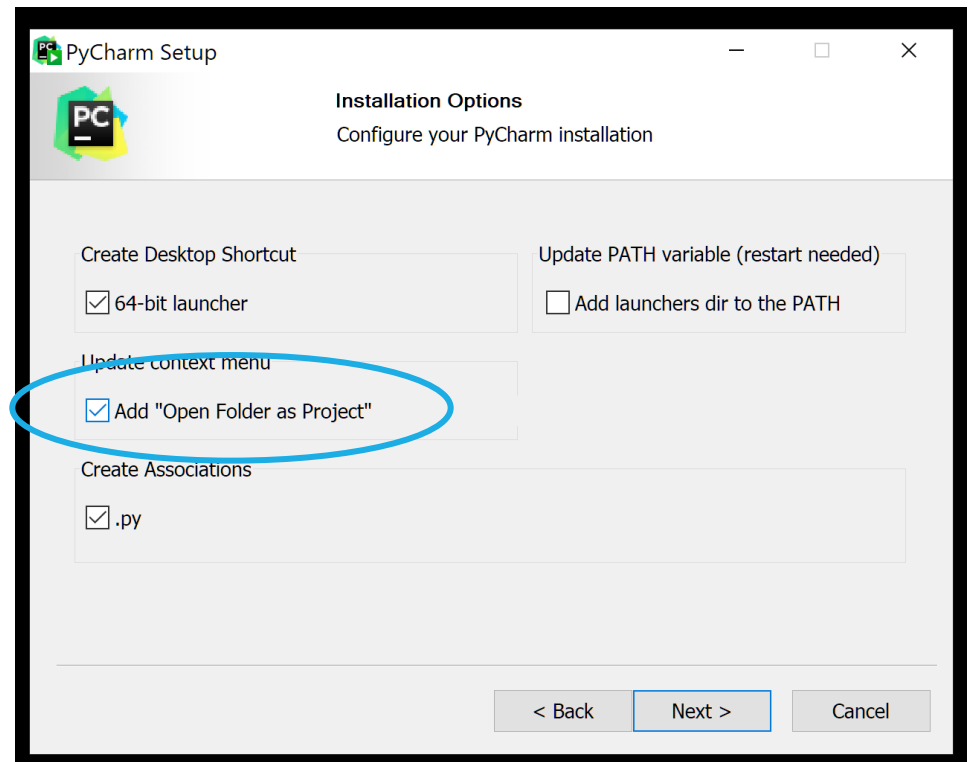 PC
PyCharm Setup
PC
Installation Options
Configure your PyCharm installation
Create Desktop Shortcut
64-bit launcher
Update PATH variable (restart needed)
Add launchers dir to the PATH
Update context menu
Add "Open Folder as Project"
Create Associations
.py
< Back
Next >
Cancel